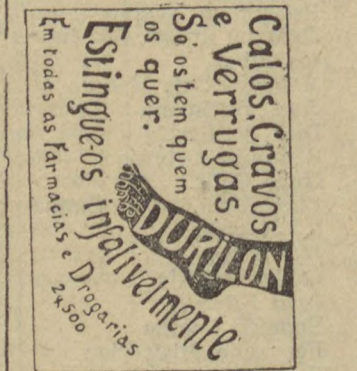 Calos, Cravos
e Verrugas.
Só os tem quem
os quer.
DURILON
Estingue-os infalivelmente
Em todas as Farmacias e Drogarias
2$500